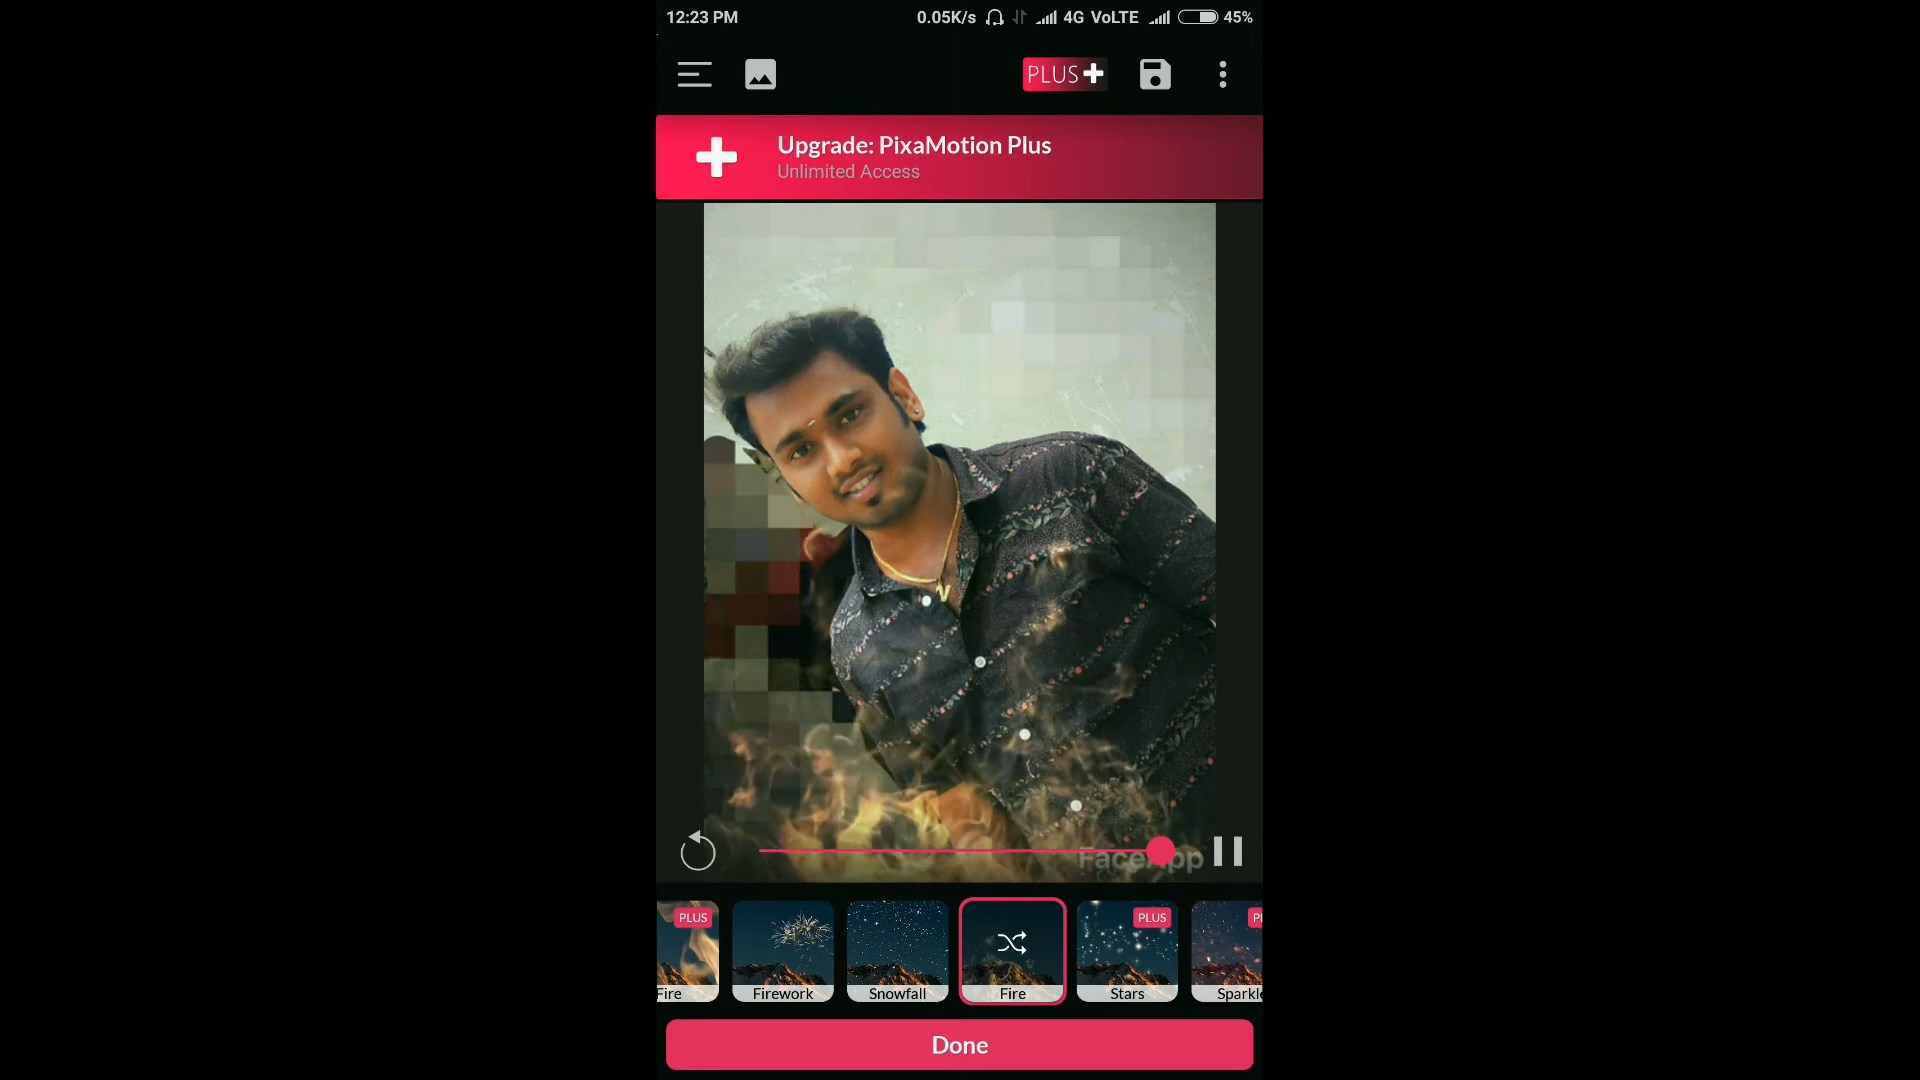 12:23 PM 0.05K/s 4G VoLTE 45%
PLUS
Upgrade: PixaMotion Plus
Unlimited Access
FaceApp
PLUS PLUS
Fire Firework Snowfall Fire Stars
Done